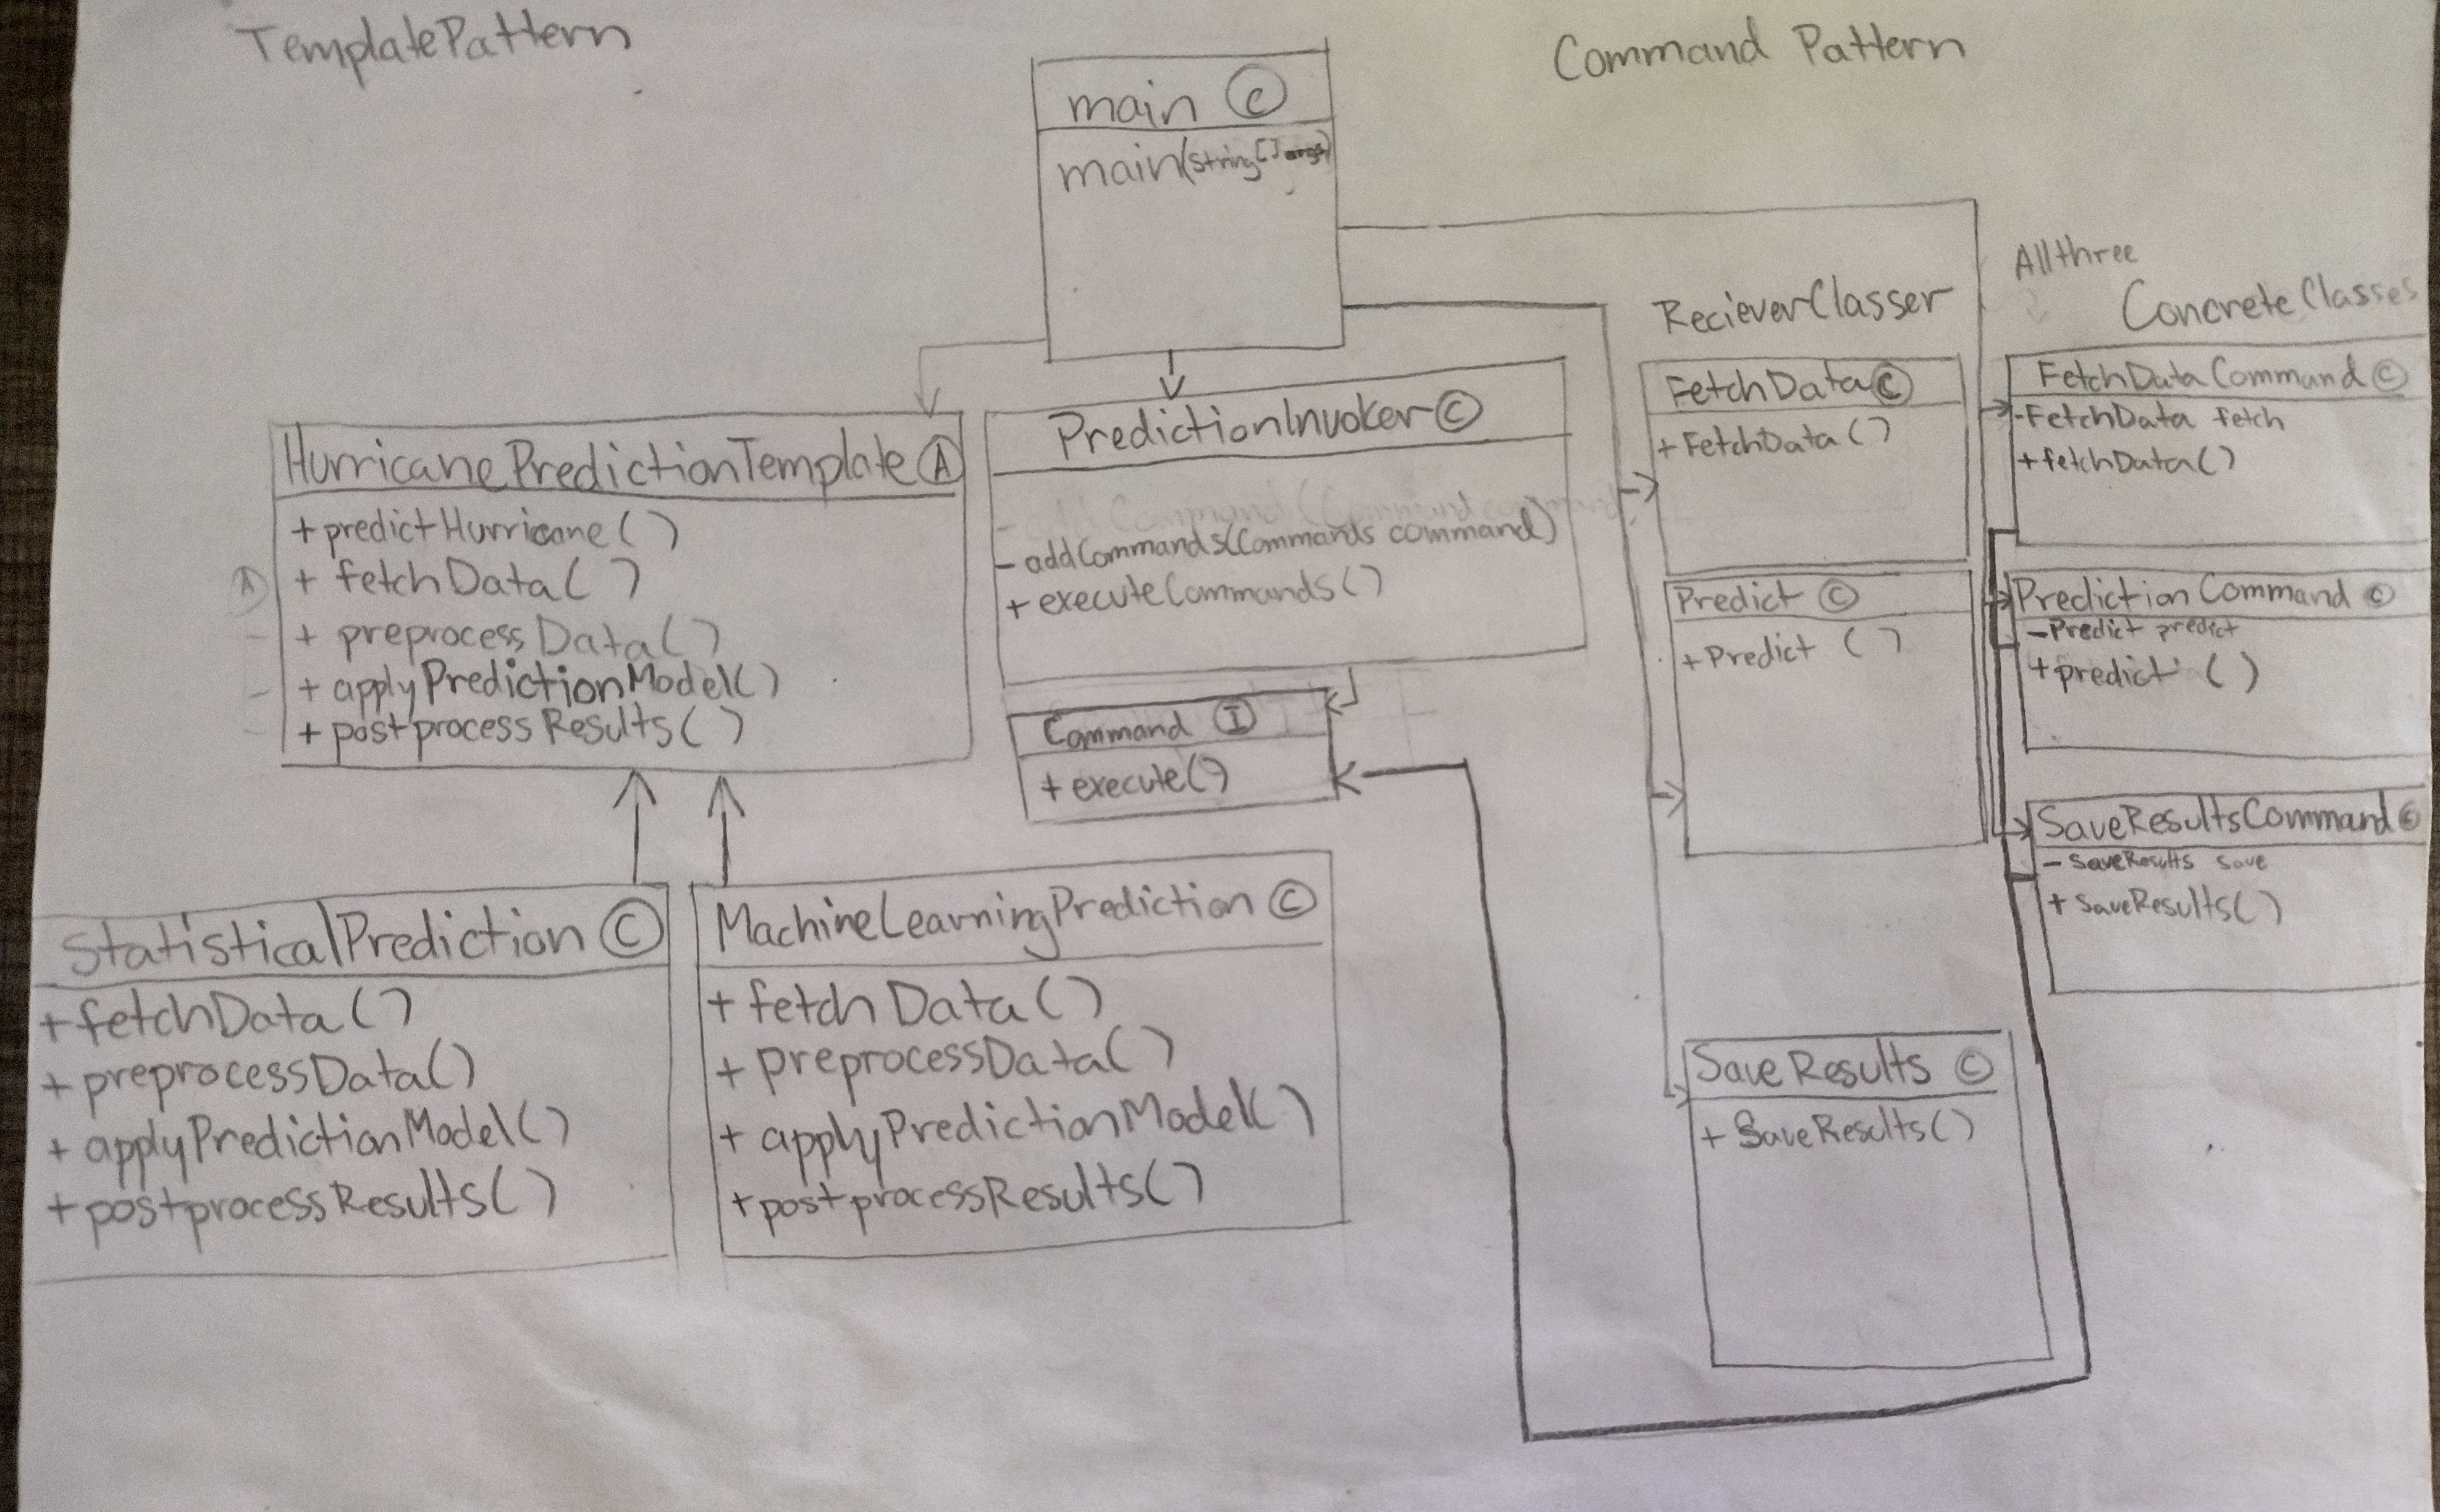 TemplatePattern
Command Pattern
main C
main(string[] args)
HurricanePredictionTemplate A
+ predictHurricane()
A + fetchData()
- + preprocessData()
- + applyPredictionModel()
- + postprocessResults()
PredictionInvoker C
- addCommands(Commands command)
+ executeCommands()
Command I
+ execute()
StatisticalPrediction C
+ fetchData()
+ preprocessData()
+ applyPredictionModel()
+ postprocessResults()
MachineLearningPrediction C
+ fetchData()
+ preprocessData()
+ applyPredictionModel()
+ postprocessResults()
RecieverClasser
FetchData C
+ FetchData()
Predict C
+ Predict ()
SaveResults C
+ SaveResults()
All three
Concrete Classes
FetchDataCommand C
- FetchData fetch
+ fetchData()
PredictionCommand C
- Predict predict
+ predict ()
SaveResultsCommand C
- SaveResults save
+ SaveResults()